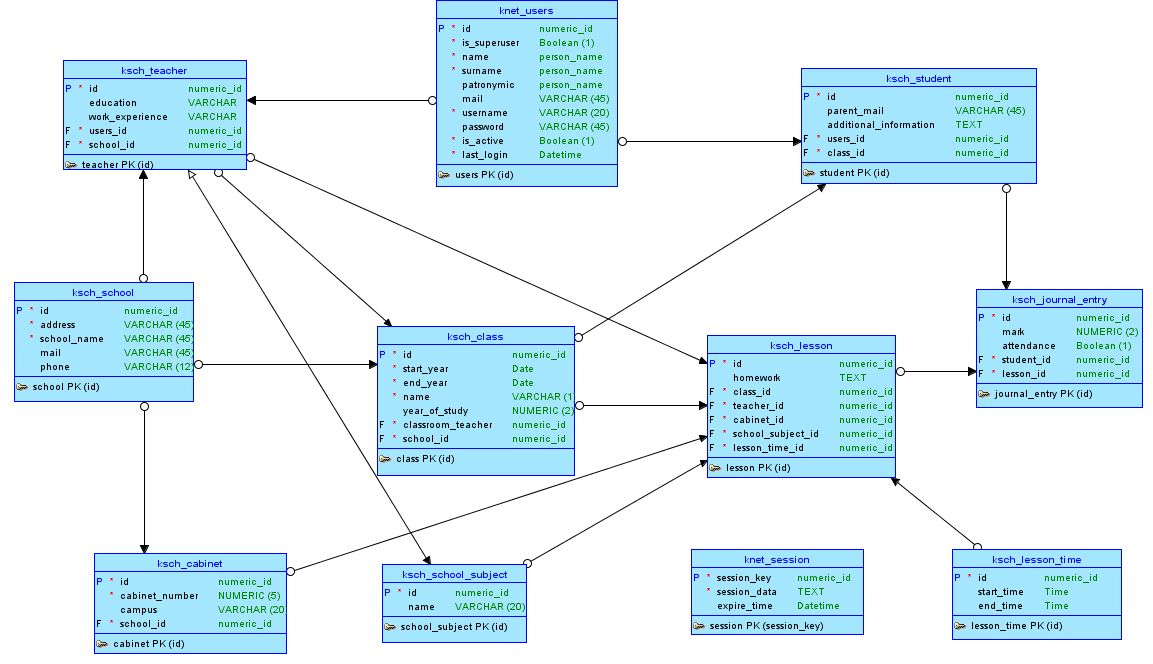 knet_users
P * id numeric_id
* is_superuser Boolean (1)
* name person_name
* surname person_name
patronymic person_name
mail VARCHAR (45)
* username VARCHAR (20)
password VARCHAR (45)
* is_active Boolean (1)
* last_login Datetime
users PK (id)
ksch_teacher
P * id numeric_id
education VARCHAR
work_experience VARCHAR
F * users_id numeric_id
F * school_id numeric_id
teacher PK (id)
ksch_student
P * id numeric_id
parent_mail VARCHAR (45)
additional_information TEXT
F * users_id numeric_id
F * class_id numeric_id
student PK (id)
ksch_school
P * id numeric_id
* address VARCHAR (45)
* school_name VARCHAR (45)
mail VARCHAR (45)
phone VARCHAR (12)
school PK (id)
ksch_class
P * id numeric_id
* start_year Date
* end_year Date
* name VARCHAR (1)
year_of_study NUMERIC (2)
F * classroom_teacher numeric_id
F * school_id numeric_id
class PK (id)
ksch_lesson
P * id numeric_id
homework TEXT
F * class_id numeric_id
F * teacher_id numeric_id
F * cabinet_id numeric_id
F * school_subject_id numeric_id
F * lesson_time_id numeric_id
lesson PK (id)
ksch_journal_entry
P * id numeric_id
mark NUMERIC (2)
attendance Boolean (1)
F * student_id numeric_id
F * lesson_id numeric_id
journal_entry PK (id)
ksch_cabinet
P * id numeric_id
* cabinet_number NUMERIC (5)
campus VARCHAR (20
F * school_id numeric_id
cabinet PK (id)
ksch_school_subject
P * id numeric_id
name VARCHAR (20)
school_subject PK (id)
knet_session
P * session_key numeric_id
* session_data TEXT
expire_time Datetime
session PK (session_key)
ksch_lesson_time
P * id numeric_id
start_time Time
end_time Time
lesson_time PK (id)